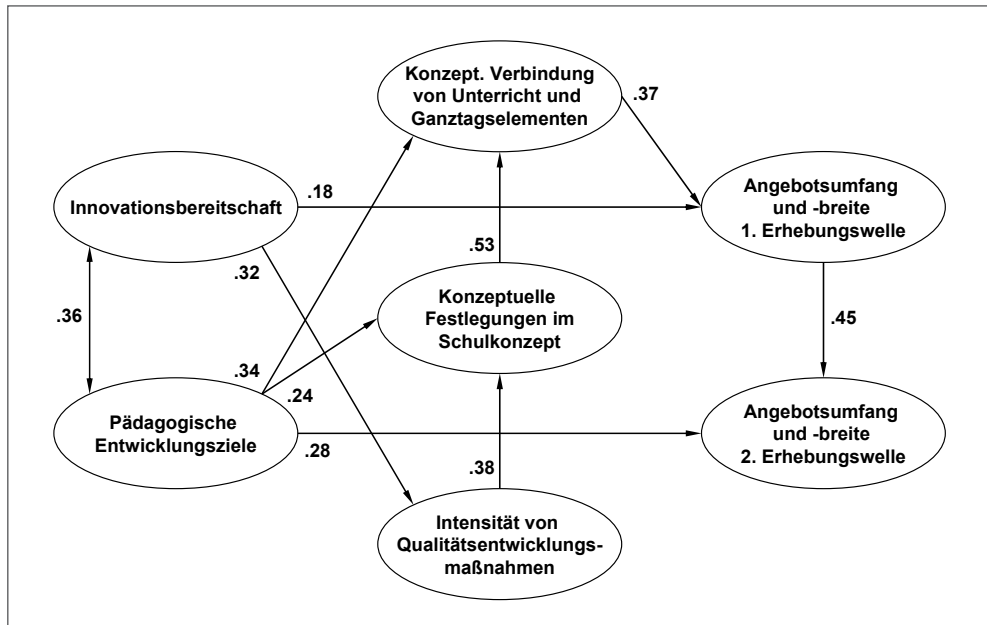 Konzept. Verbindung
von Unterricht und
Ganztagselementen
.37
Innovationsbereitschaft
.18
Angebotsumfang
und -breite
1. Erhebungswelle
.32
.53
.36
Konzeptuelle
Festlegungen im
Schulkonzept
.45
.34
.24
Pädagogische
Entwicklungsziele
.28
Angebotsumfang
und -breite
2. Erhebungswelle
.38
Intensität von
Qualitätsentwicklungs-
maßnahmen